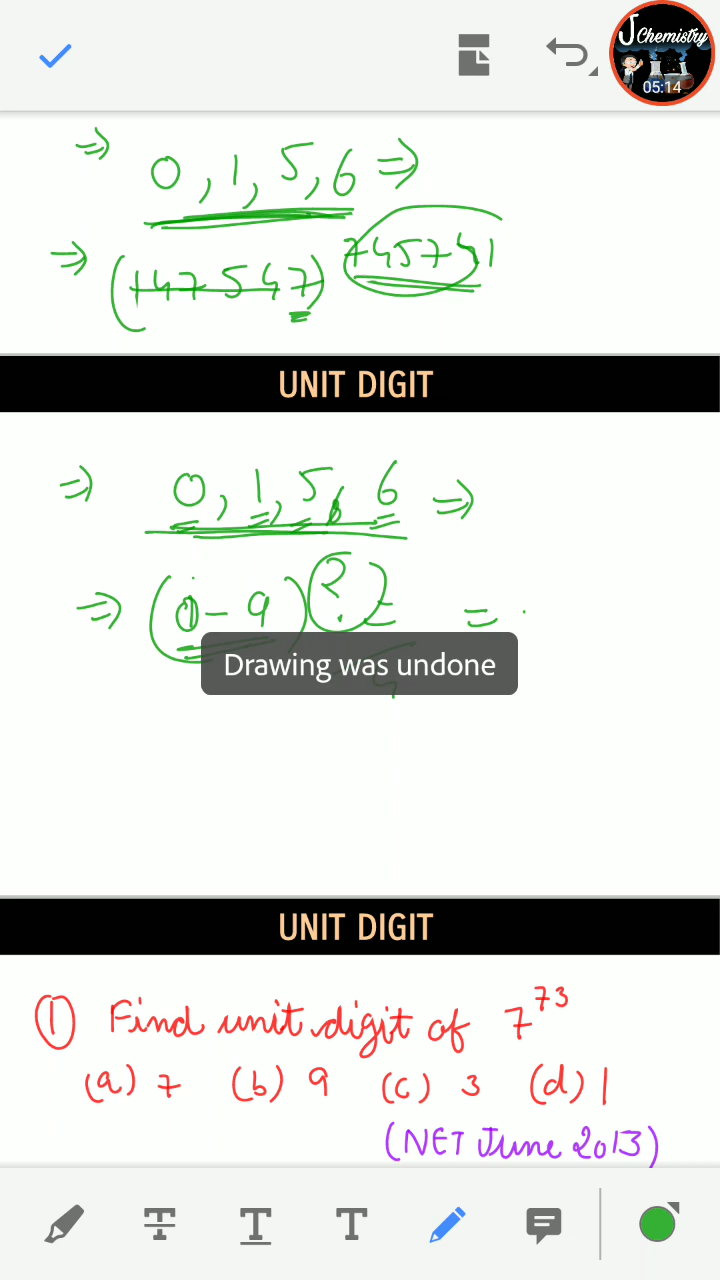 J Chemistry
05:14
⇒ 0, 1, 5, 6 ⇒
⇒ (147547)^745741
UNIT DIGIT
⇒ 0, 1, 5, 6 ⇒
⇒ (0-9)^? =
Drawing was undone
UNIT DIGIT
① Find unit digit of 7^73
(a) 7 (b) 9 (c) 3 (d) 1
(NET June 2013)
T T T